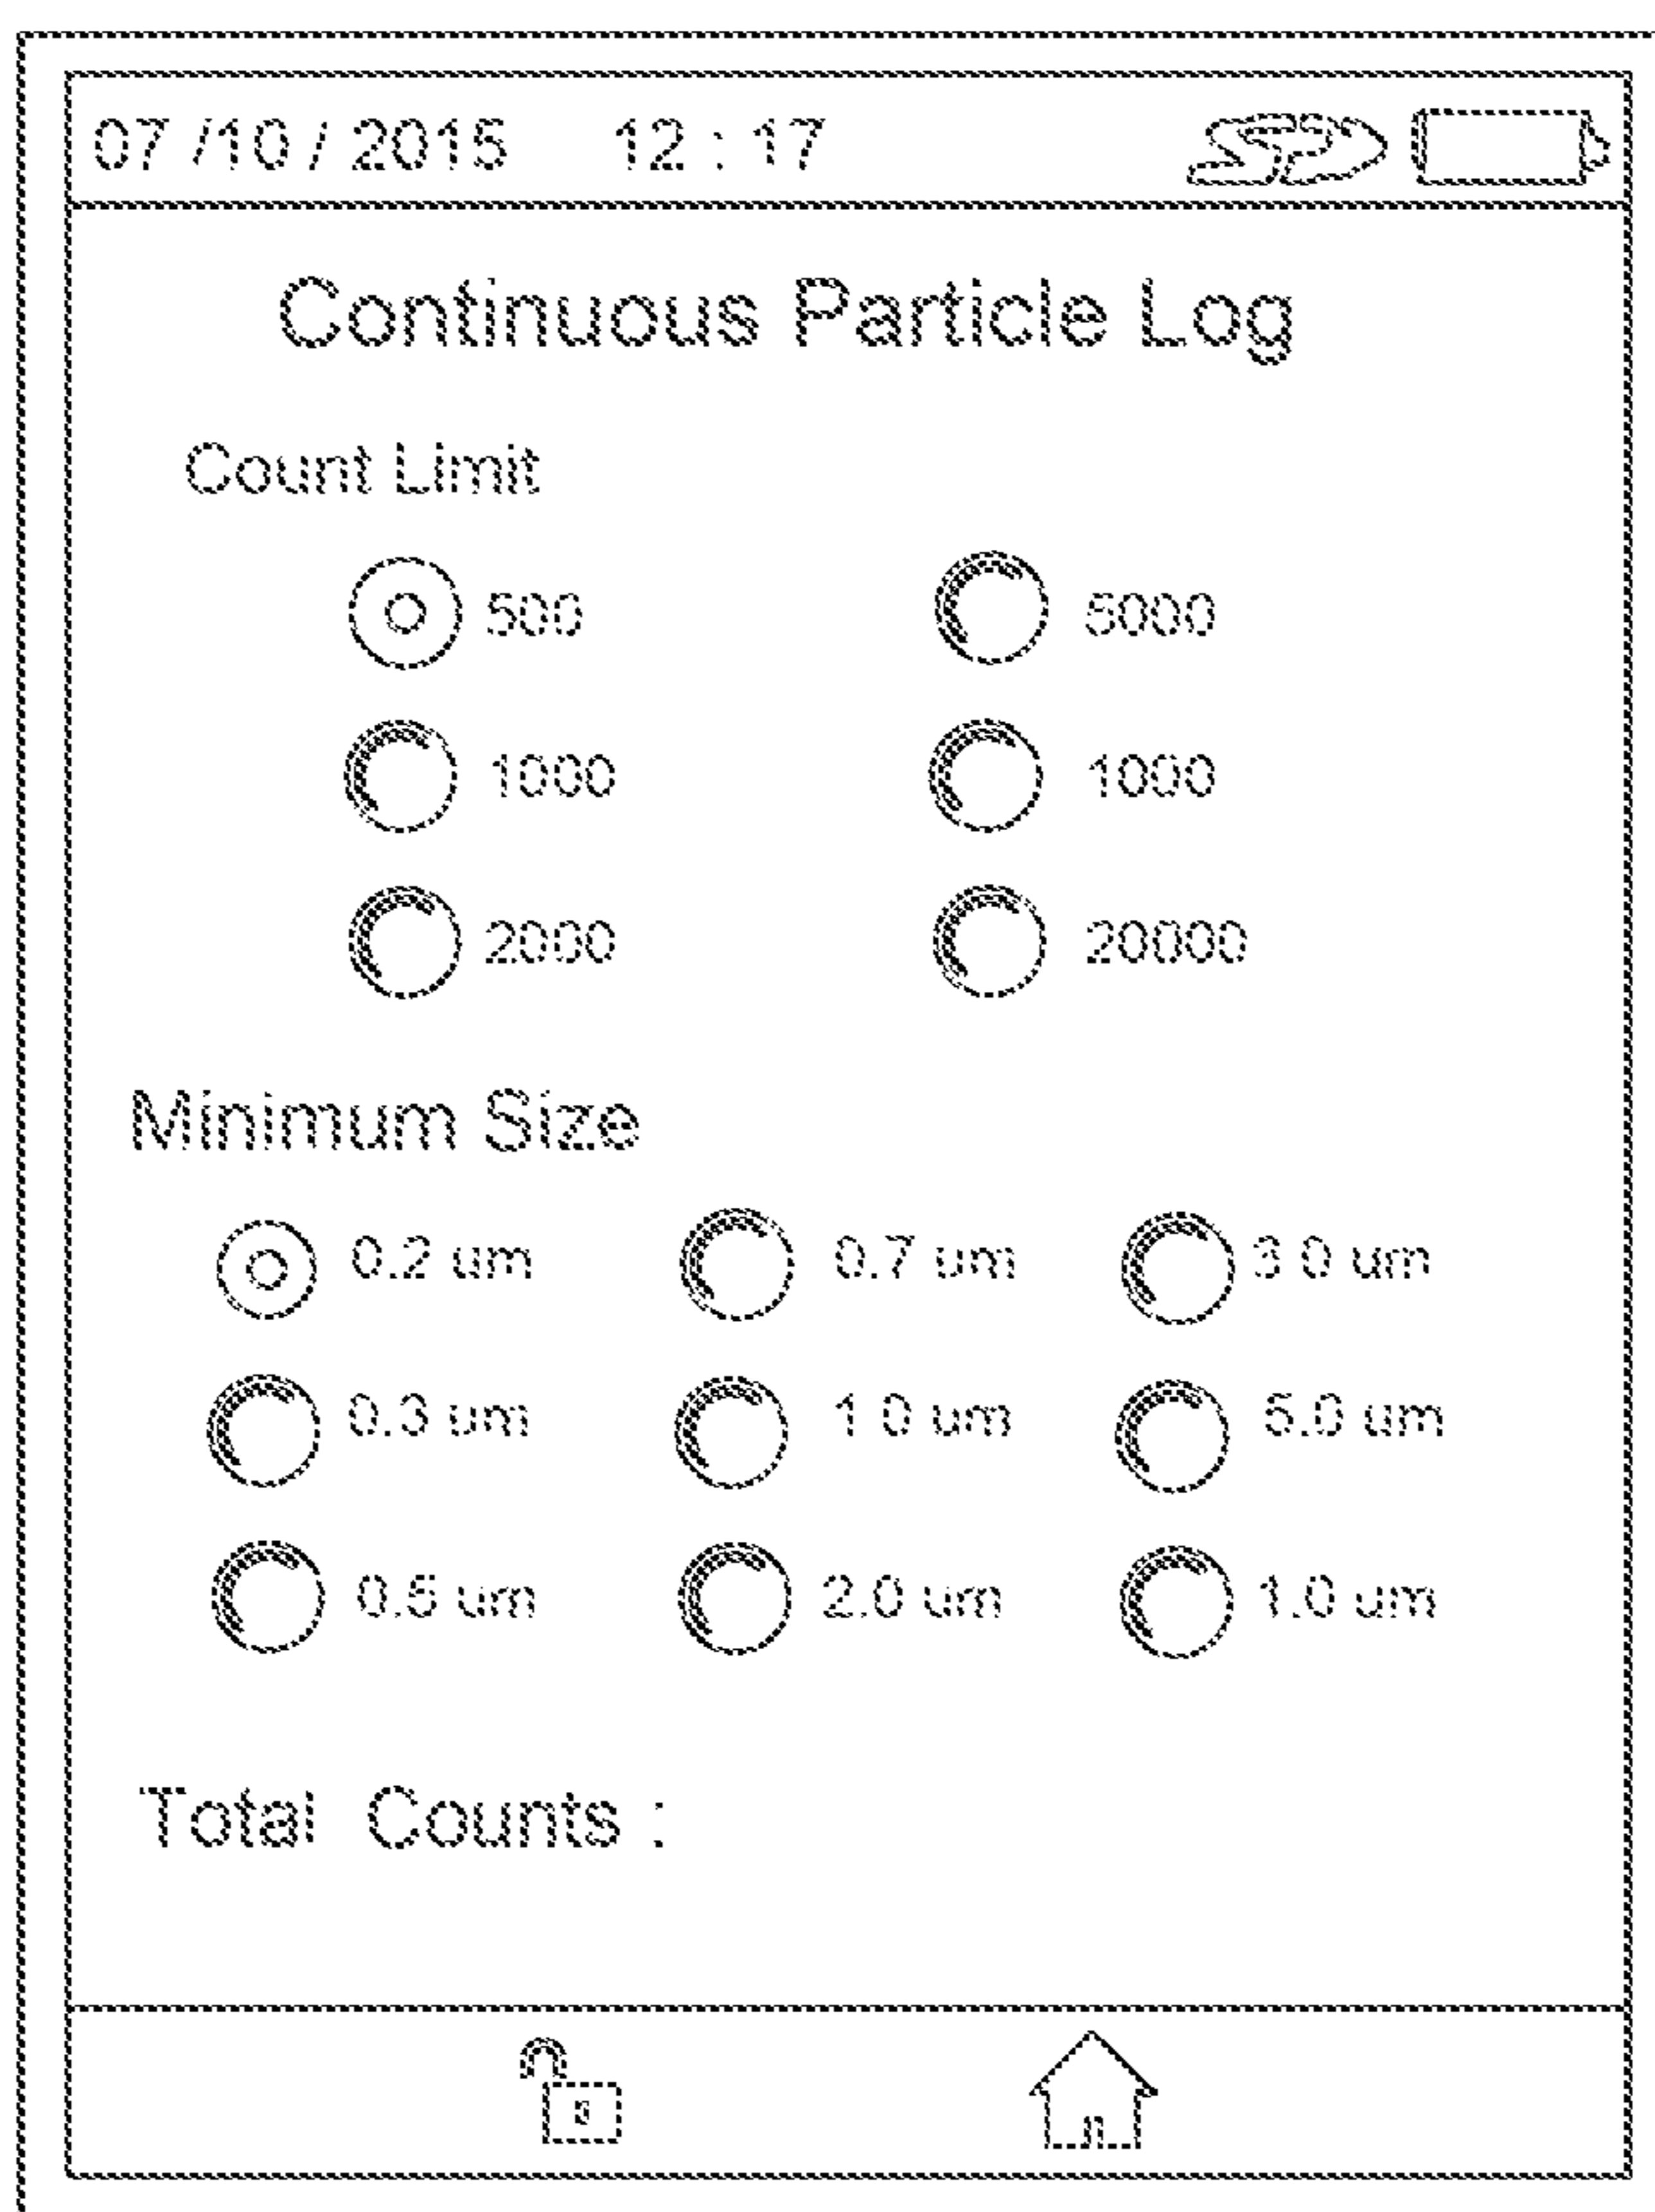 07 /10 / 2015 12 : 17
Continuous Particle Log
Count Limit
500 5000
1000 1000
2000 20000
Minimum Size
0.2 um 0.7 um 3 0 um
0.3 um 1 0 um 5.0 um
0.5 um 2.0 um 1.0 um
Total Counts :